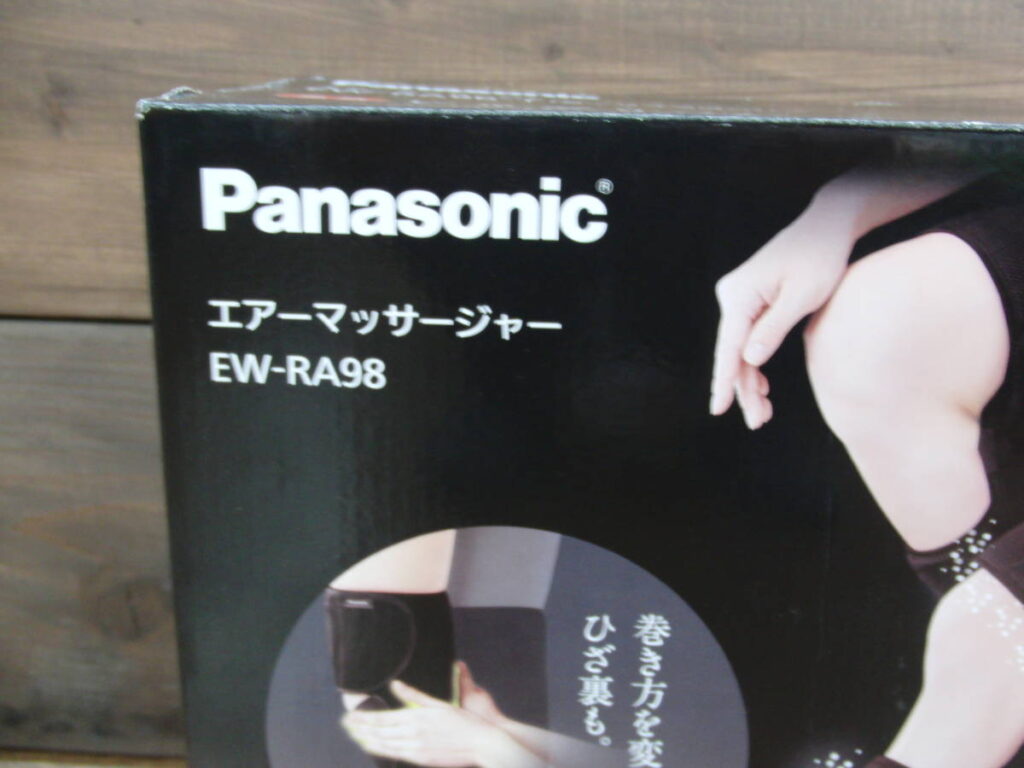 Panasonic®
エアーマッサージャー
EW-RA98
巻き方を変
ひざ裏も。